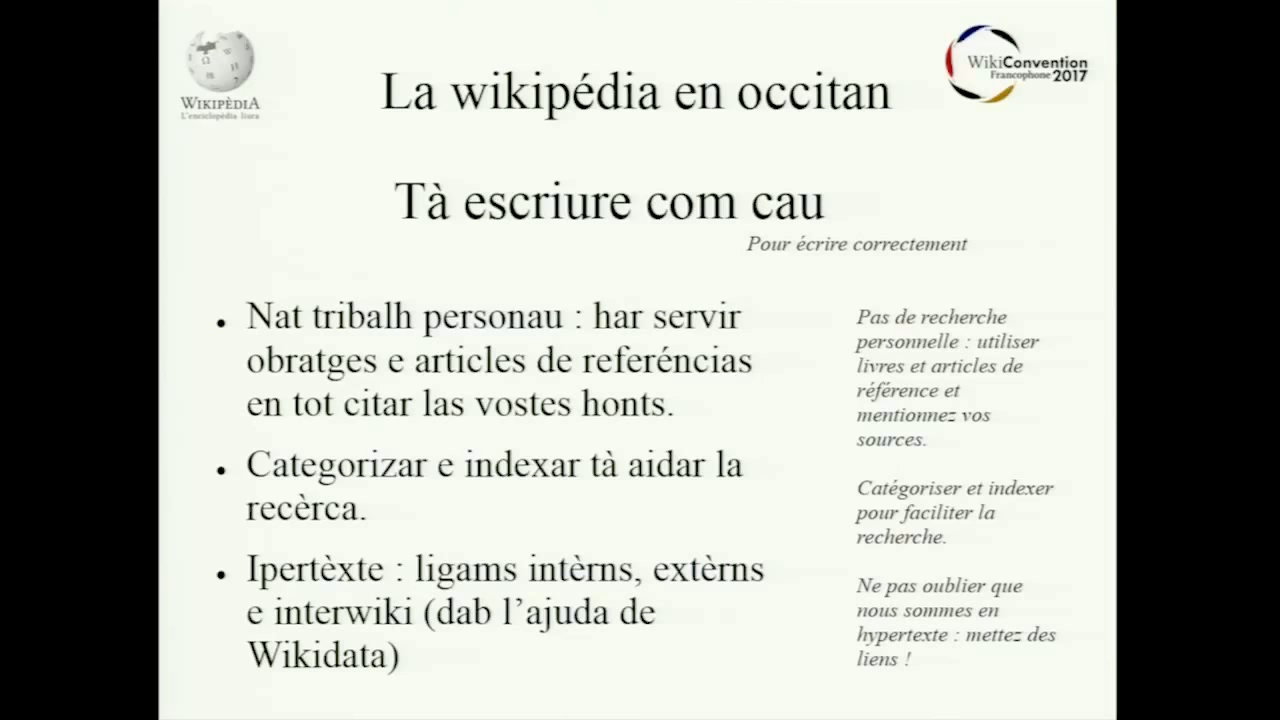 WIKIPÈDIA
L'enciclopèdia liura
WikiConvention
Francophone 2017
La wikipédia en occitan
Tà escriure com cau
Pour écrire correctement
• Nat tribalh personau : har servir
obratges e articles de referéncias
en tot citar las vostes honts.
• Categorizar e indexar tà aidar la
recèrca.
• Ipertèxte : ligams intèrns, extèrns
e interwiki (dab l’ajuda de
Wikidata)
Pas de recherche
personnelle : utiliser
livres et articles de
référence et
mentionnez vos
sources.
Catégoriser et indexer
pour faciliter la
recherche.
Ne pas oublier que
nous sommes en
hypertexte : mettez des
liens !